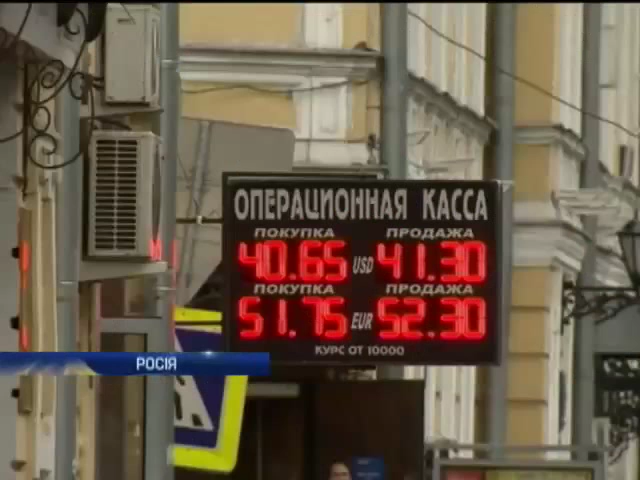 ОПЕРАЦИОННАЯ КАССА
ПОКУПКА ПРОДАЖА
40.65 USD 41.30
ПОКУПКА ПРОДАЖА
51.75 EUR 52.30
КУРС ОТ 10000
РОСІЯ